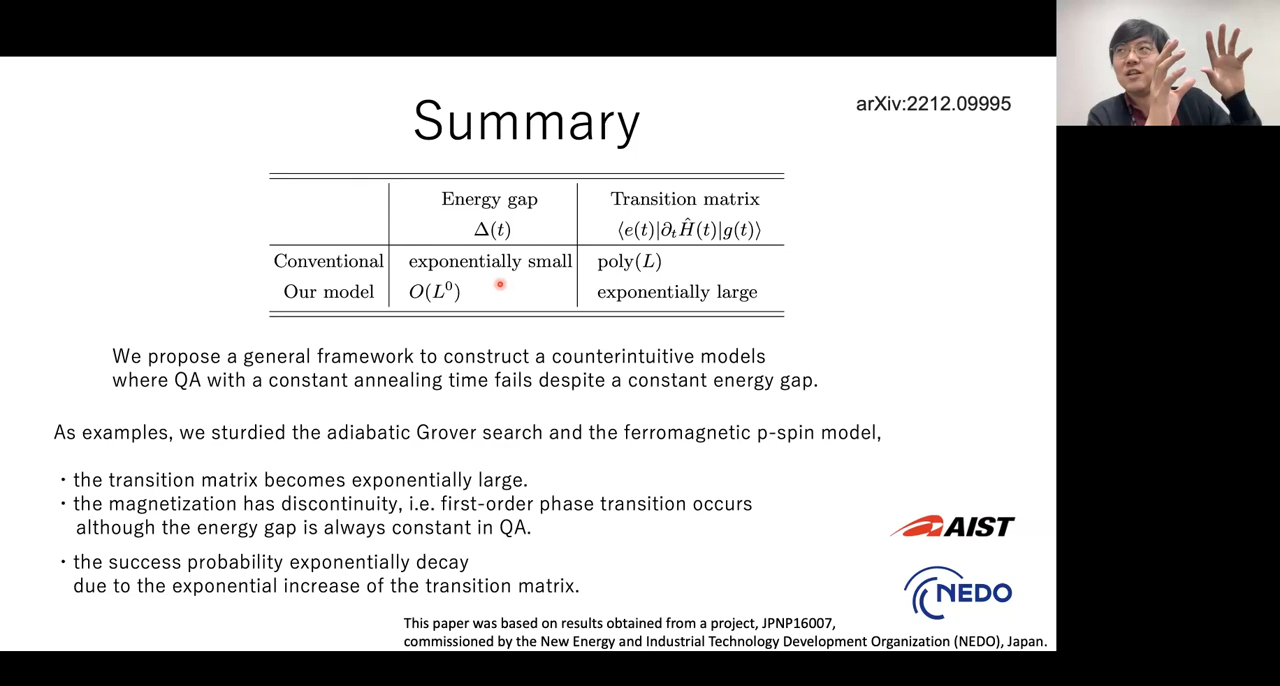 Summary
arXiv:2212.09995
Energy gap Transition matrix
Δ(t) ⟨e(t)|∂ₜĤ(t)|g(t)⟩
Conventional exponentially small poly(L)
Our model O(L⁰) exponentially large
We propose a general framework to construct a counterintuitive models
where QA with a constant annealing time fails despite a constant energy gap.
As examples, we sturdied the adiabatic Grover search and the ferromagnetic p-spin model,
・the transition matrix becomes exponentially large.
・the magnetization has discontinuity, i.e. first-order phase transition occurs
although the energy gap is always constant in QA.
・the success probability exponentially decay
due to the exponential increase of the transition matrix.
AIST
NEDO
This paper was based on results obtained from a project, JPNP16007,
commissioned by the New Energy and Industrial Technology Development Organization (NEDO), Japan.